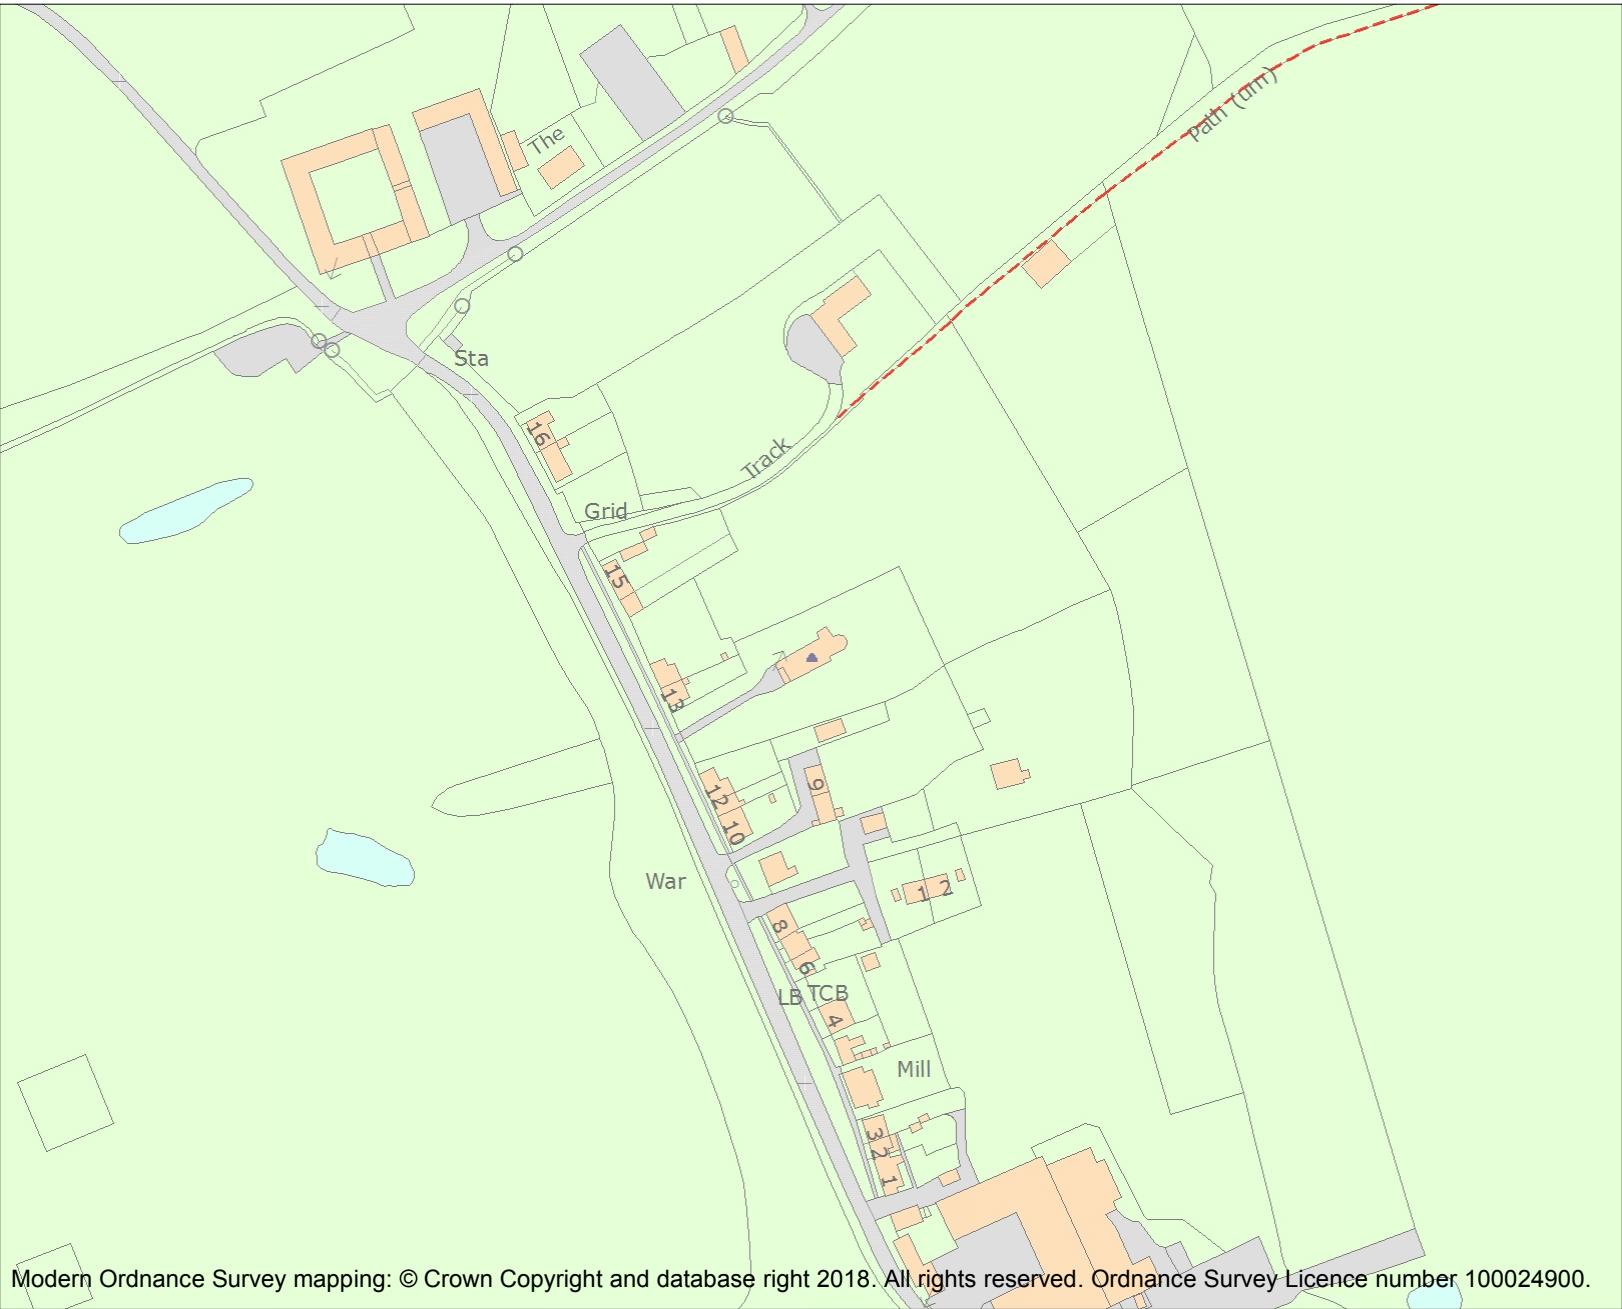 The
Path (um)
Sta
16
Track
Grid
15
13
12
9
10
War
1 2
8
6
LB TCB
4
Mill
3
2
1
Modern Ordnance Survey mapping: © Crown Copyright and database right 2018. All rights reserved. Ordnance Survey Licence number 100024900.